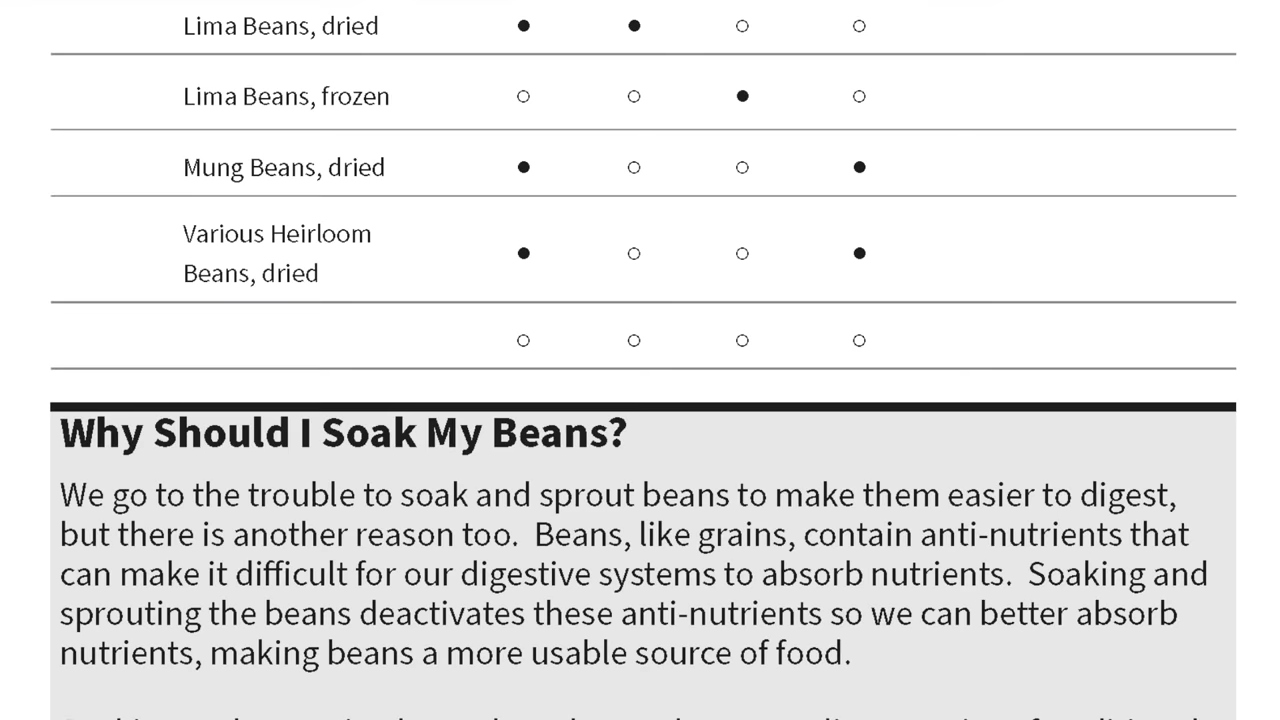 Lima Beans, dried
Lima Beans, frozen
Mung Beans, dried
Various Heirloom
Beans, dried
Why Should I Soak My Beans?
We go to the trouble to soak and sprout beans to make them easier to digest,
but there is another reason too.  Beans, like grains, contain anti-nutrients that
can make it difficult for our digestive systems to absorb nutrients.  Soaking and
sprouting the beans deactivates these anti-nutrients so we can better absorb
nutrients, making beans a more usable source of food.